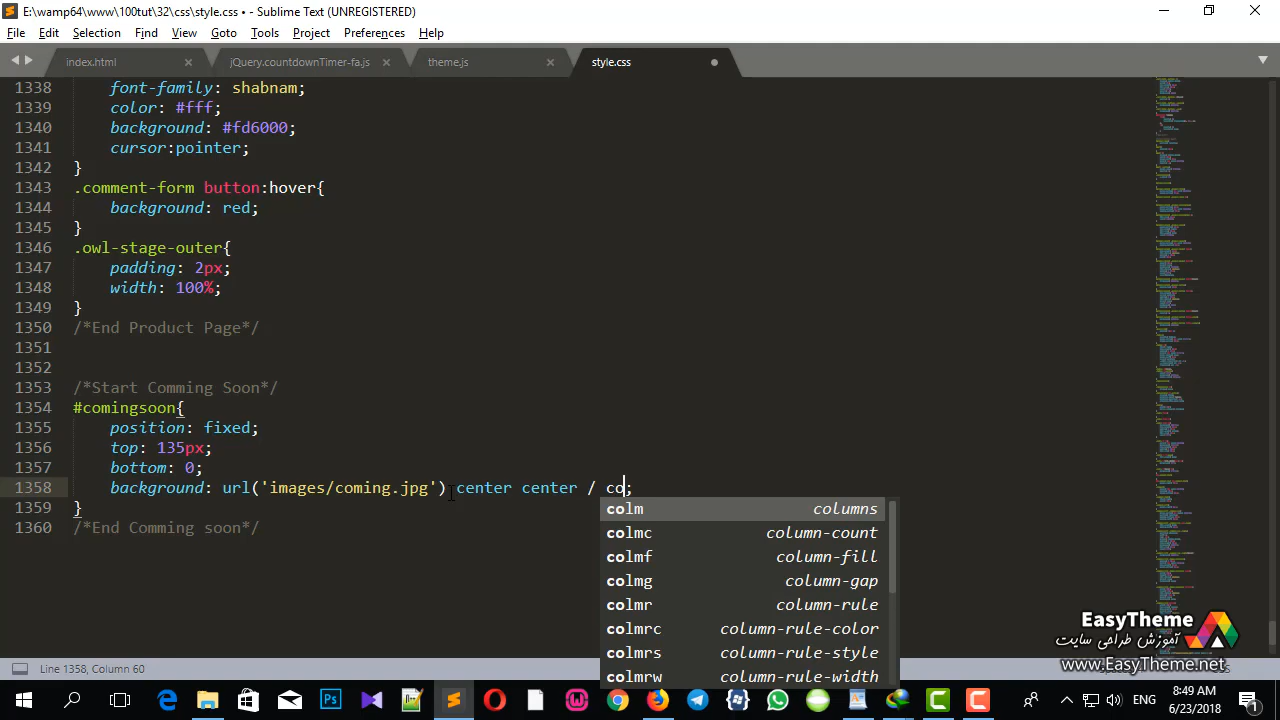 E:\wamp64\www\100tut\32\css\style.css • - Sublime Text (UNREGISTERED)
File Edit Selection Find View Goto Tools Project Preferences Help
index.html jQuery.countdownTimer-fa.js theme.js style.css
1338 font-family: shabnam;
1339 color: #fff;
1340 background: #fd6000;
1341 cursor:pointer;
1342 }
1343 .comment-form button:hover{
1344 background: red;
1345 }
1346 .owl-stage-outer{
1347 padding: 2px;
1348 width: 100%;
1349 }
1350 /*End Product Page*/
1351
1352
1353 /*Start Comming Soon*/
1354 #comingsoon{
1355 position: fixed;
1356 top: 135px;
1357 bottom: 0;
1358 background: url('images/coming.jpg') center center / co;
1359 }
1360 /*End Comming soon*/
colm columns
colmc column-count
colmf column-fill
colmg column-gap
colmr column-rule
colmrc column-rule-color
colmrs column-rule-style
colmrw column-rule-width
EasyTheme
آموزش طراحی سایت
www.EasyTheme.net
Line 1358, Column 60
ENG
8:49 AM
6/23/2018
1